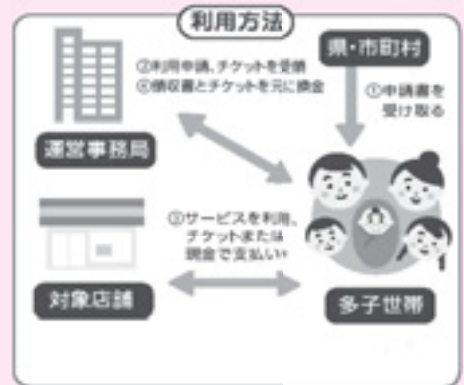 利用方法
県・市町村
②利用申請、チケットを受領
④領収書とチケットを元に換金
①申請書を
受け取る
運営事務局
③サービスを利用、
チケットまたは
現金で支払い※
対象店舗
多子世帯